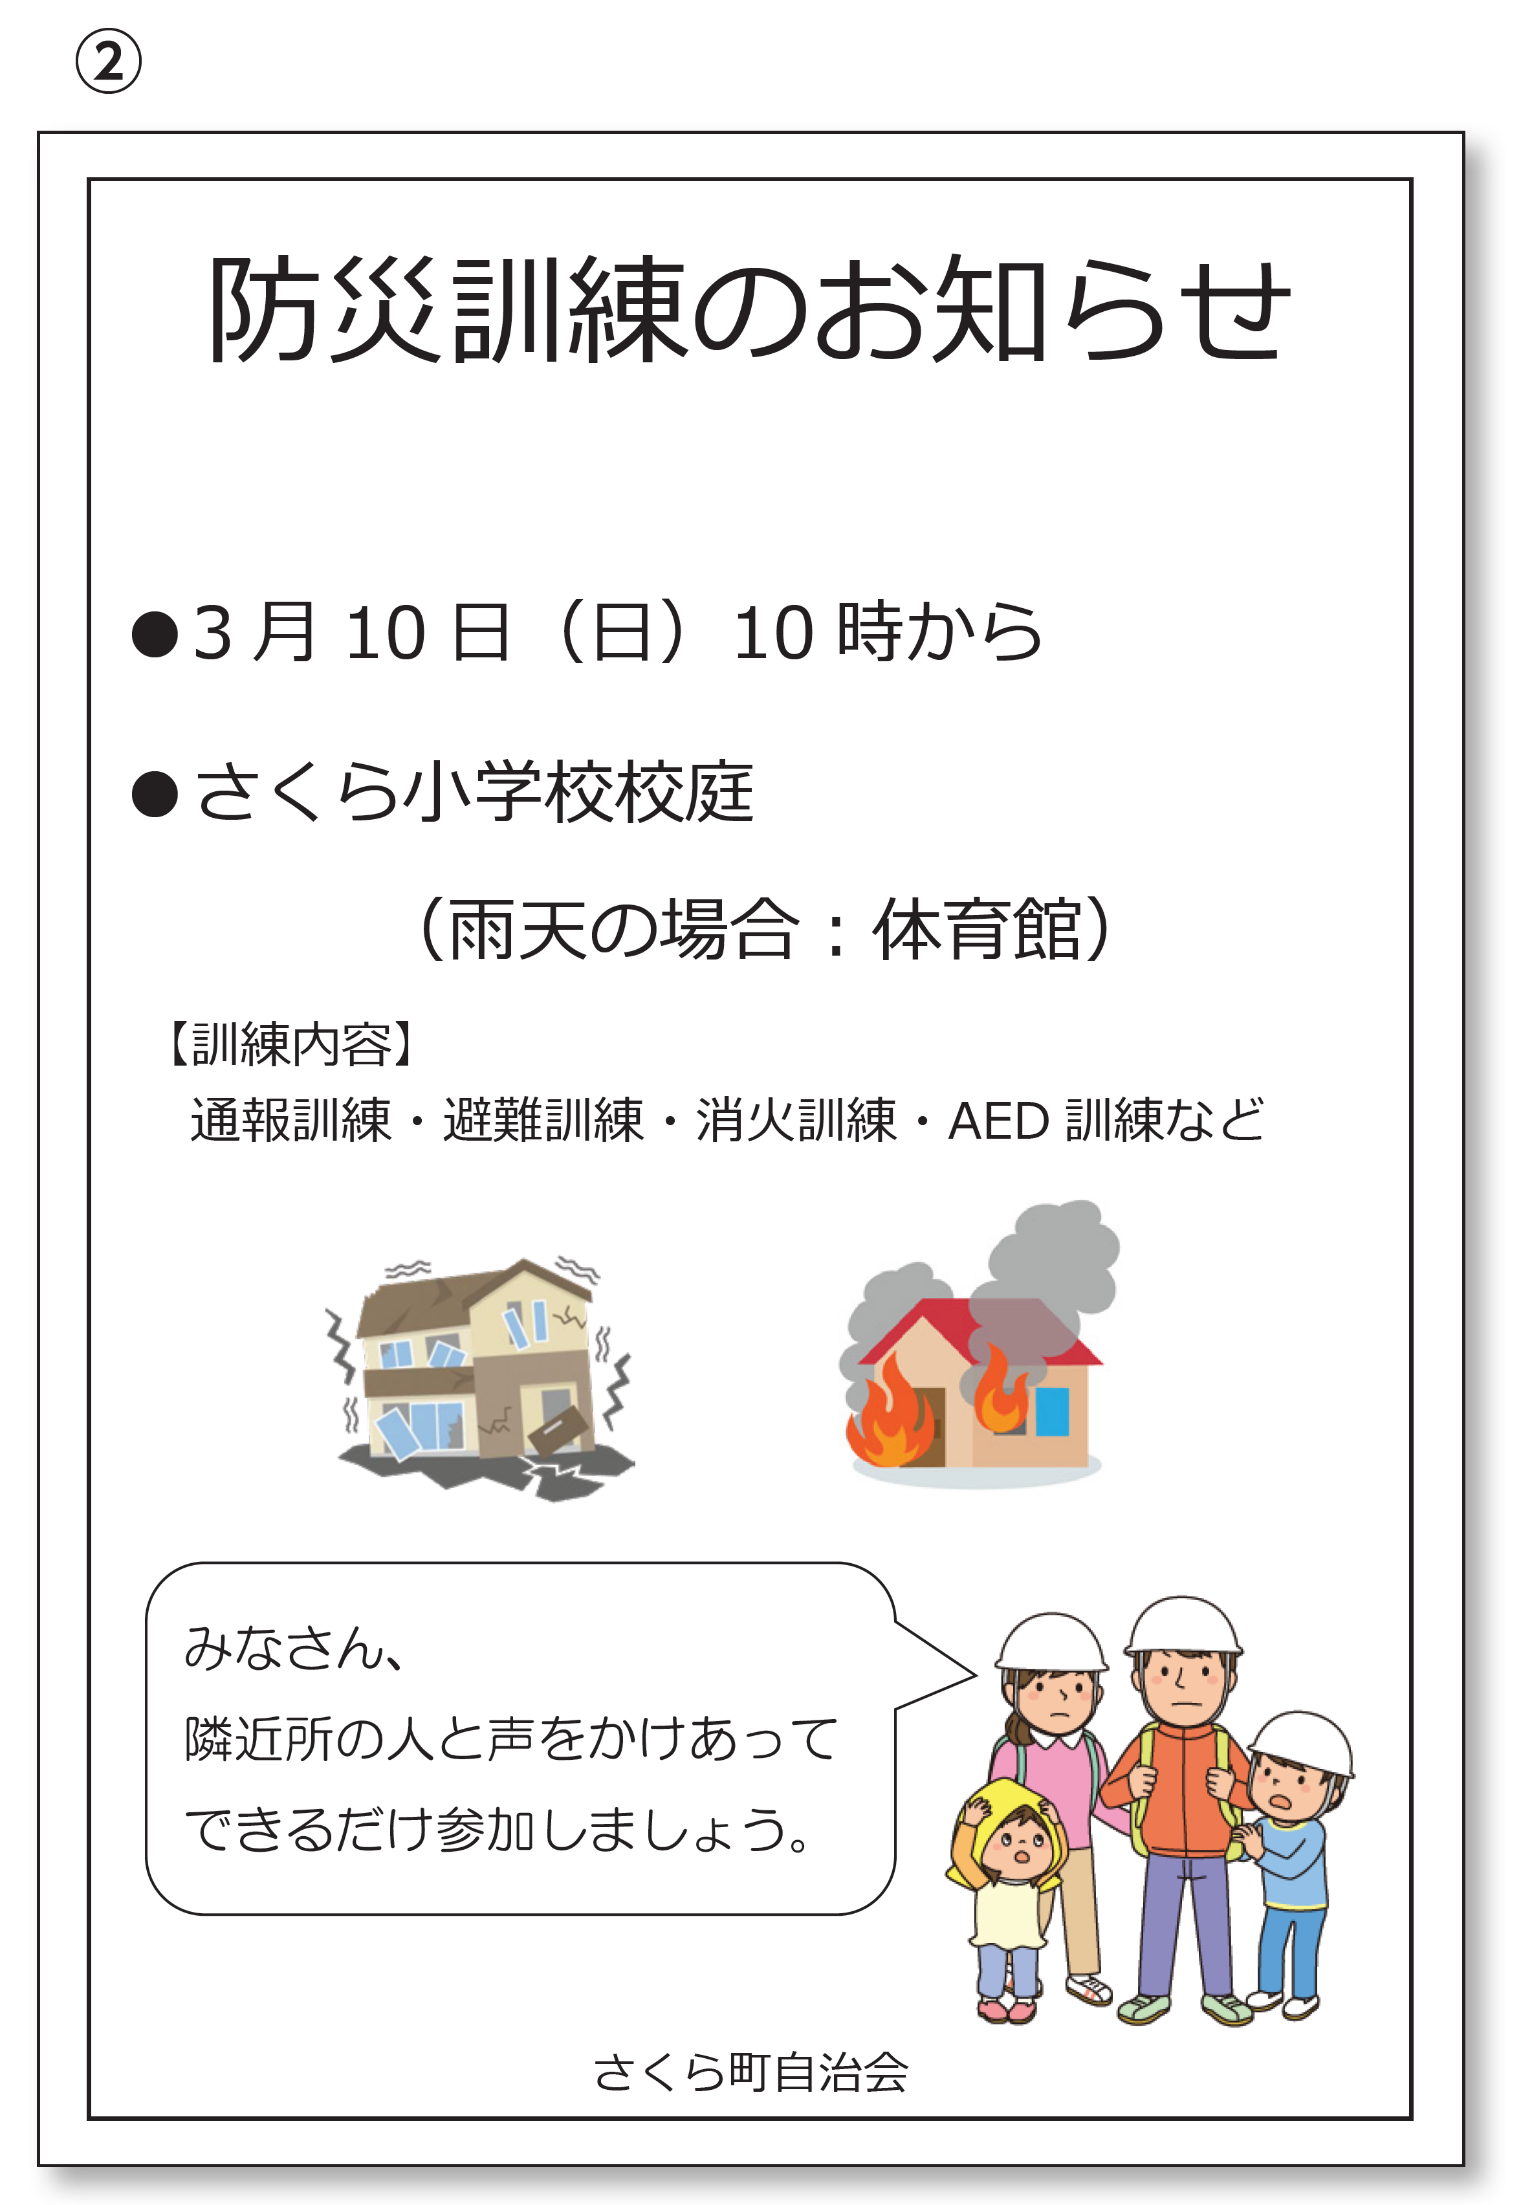 ②
防災訓練のお知らせ
●3月10日（日）10時から
●さくら小学校校庭
（雨天の場合：体育館）
【訓練内容】
通報訓練・避難訓練・消火訓練・AED訓練など
みなさん、
隣近所の人と声をかけあって
できるだけ参加しましょう。
さくら町自治会